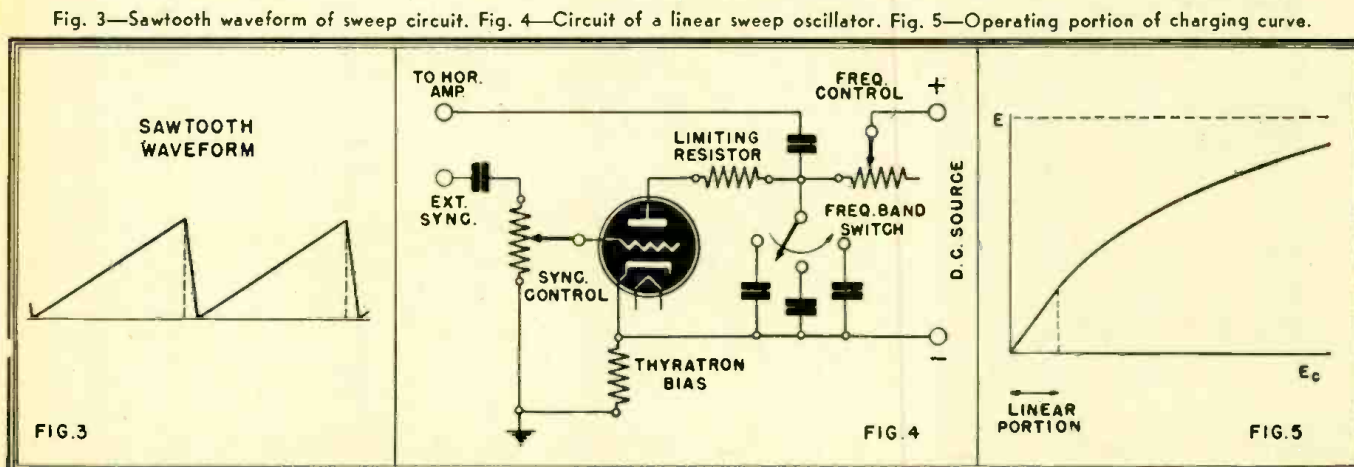 Fig. 3—Sawtooth waveform of sweep circuit. Fig. 4—Circuit of a linear sweep oscillator. Fig. 5—Operating portion of charging curve.
SAWTOOTH
WAVEFORM
FIG.3
TO HOR.
AMP.
EXT.
SYNC.
SYNC.
CONTROL
LIMITING
RESISTOR
FREQ.
CONTROL
+
FREQ. BAND
SWITCH
D.C. SOURCE
−
THYRATRON
BIAS
FIG.4
E
Ec
LINEAR
PORTION
FIG.5